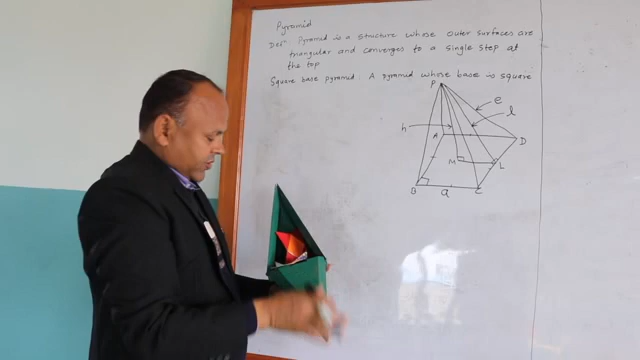 Pyramid
Defⁿ Pyramid is a structure whose outer surfaces are
triangular and converges to a single step at
the top
Square base pyramid: A pyramid whose base is square
P
e
l
h
A
D
M
L
B
a
C